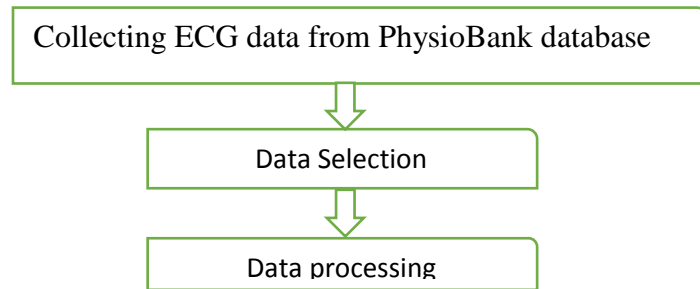 Collecting ECG data from PhysioBank database
Data Selection
Data processing